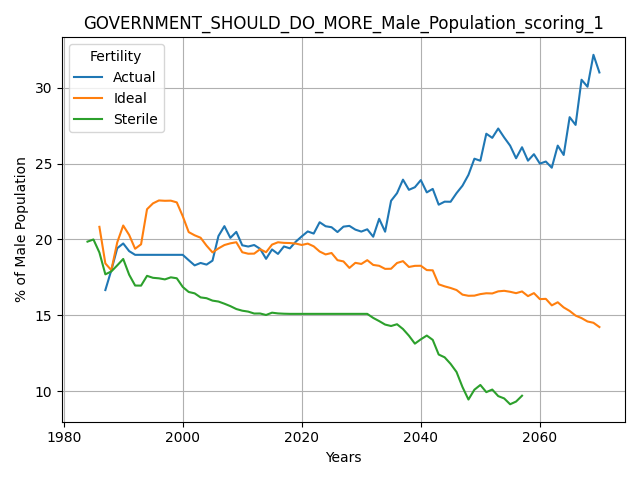 GOVERNMENT_SHOULD_DO_MORE_Male_Population_scoring_1
Fertility
Actual
Ideal
Sterile
% of Male Population
30
25
20
15
10
1980
2000
2020
2040
2060
Years